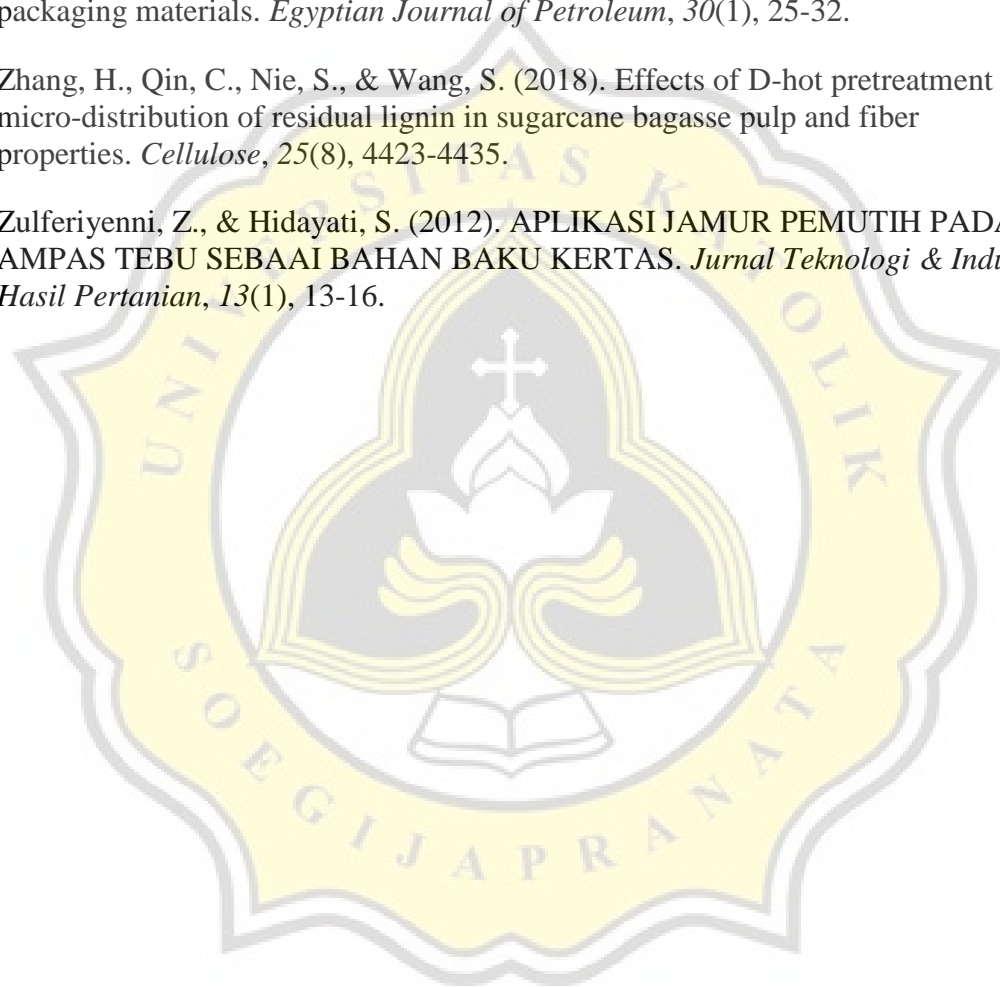 packaging materials. Egyptian Journal of Petroleum, 30(1), 25-32.
Zhang, H., Qin, C., Nie, S., & Wang, S. (2018). Effects of D-hot pretreatment
micro-distribution of residual lignin in sugarcane bagasse pulp and fiber
properties. Cellulose, 25(8), 4423-4435.
Zulferiyenni, Z., & Hidayati, S. (2012). APLIKASI JAMUR PEMUTIH PADA
AMPAS TEBU SEBAAI BAHAN BAKU KERTAS. Jurnal Teknologi & Indu
Hasil Pertanian, 13(1), 13-16.
UNIVERSITAS KATOLIK
SOEGIJAPRANATA